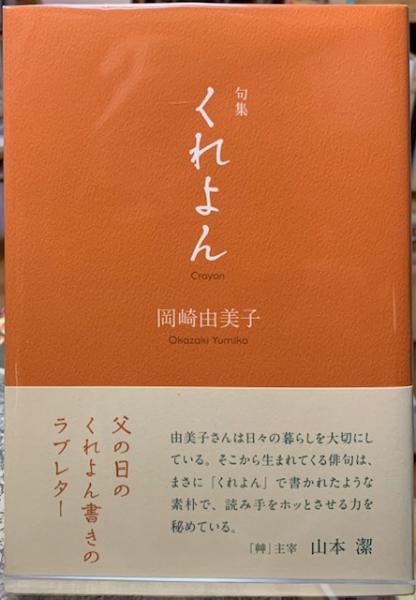 句集
くれよん
Crayon
岡崎由美子
Okazaki Yumiko
父の日の
くれよん書きの
ラブレター
由美子さんは日々の暮らしを大切にし
ている。そこから生まれてくる俳句は、
まさに「くれよん」で書かれたような
素朴で、読み手をホッとさせる力を
秘めている。
「艸」主宰 山本 潔